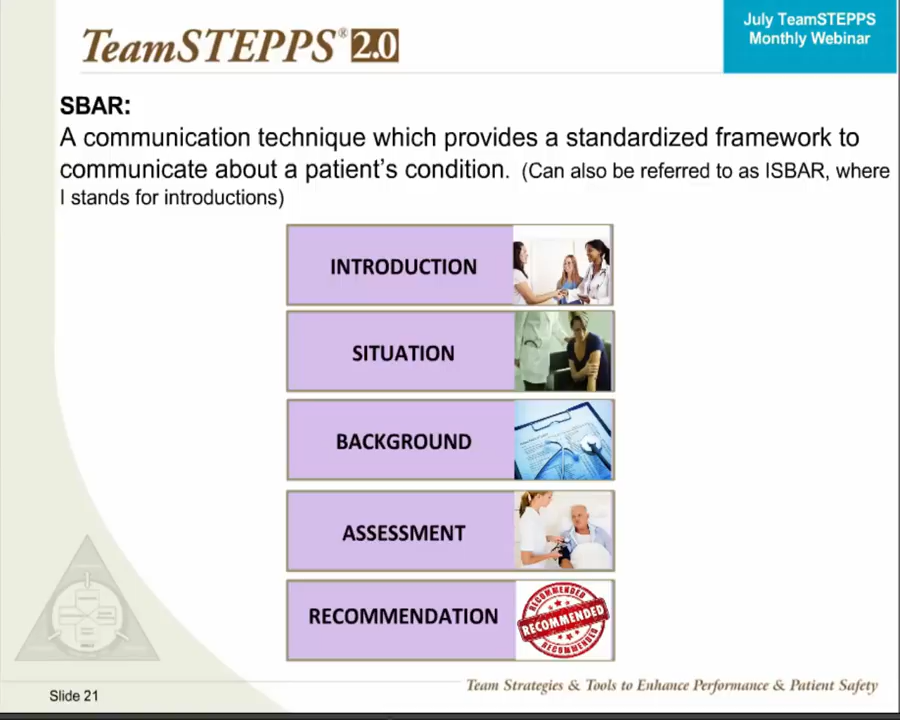 TeamSTEPPS® 2.0
July TeamSTEPPS
Monthly Webinar
SBAR:
A communication technique which provides a standardized framework to
communicate about a patient's condition. (Can also be referred to as ISBAR, where
I stands for introductions)
INTRODUCTION
SITUATION
BACKGROUND
ASSESSMENT
RECOMMENDATION
RECOMMENDED
RECOMMENDED
RECOMMENDED
Team Strategies & Tools to Enhance Performance & Patient Safety
Slide 21